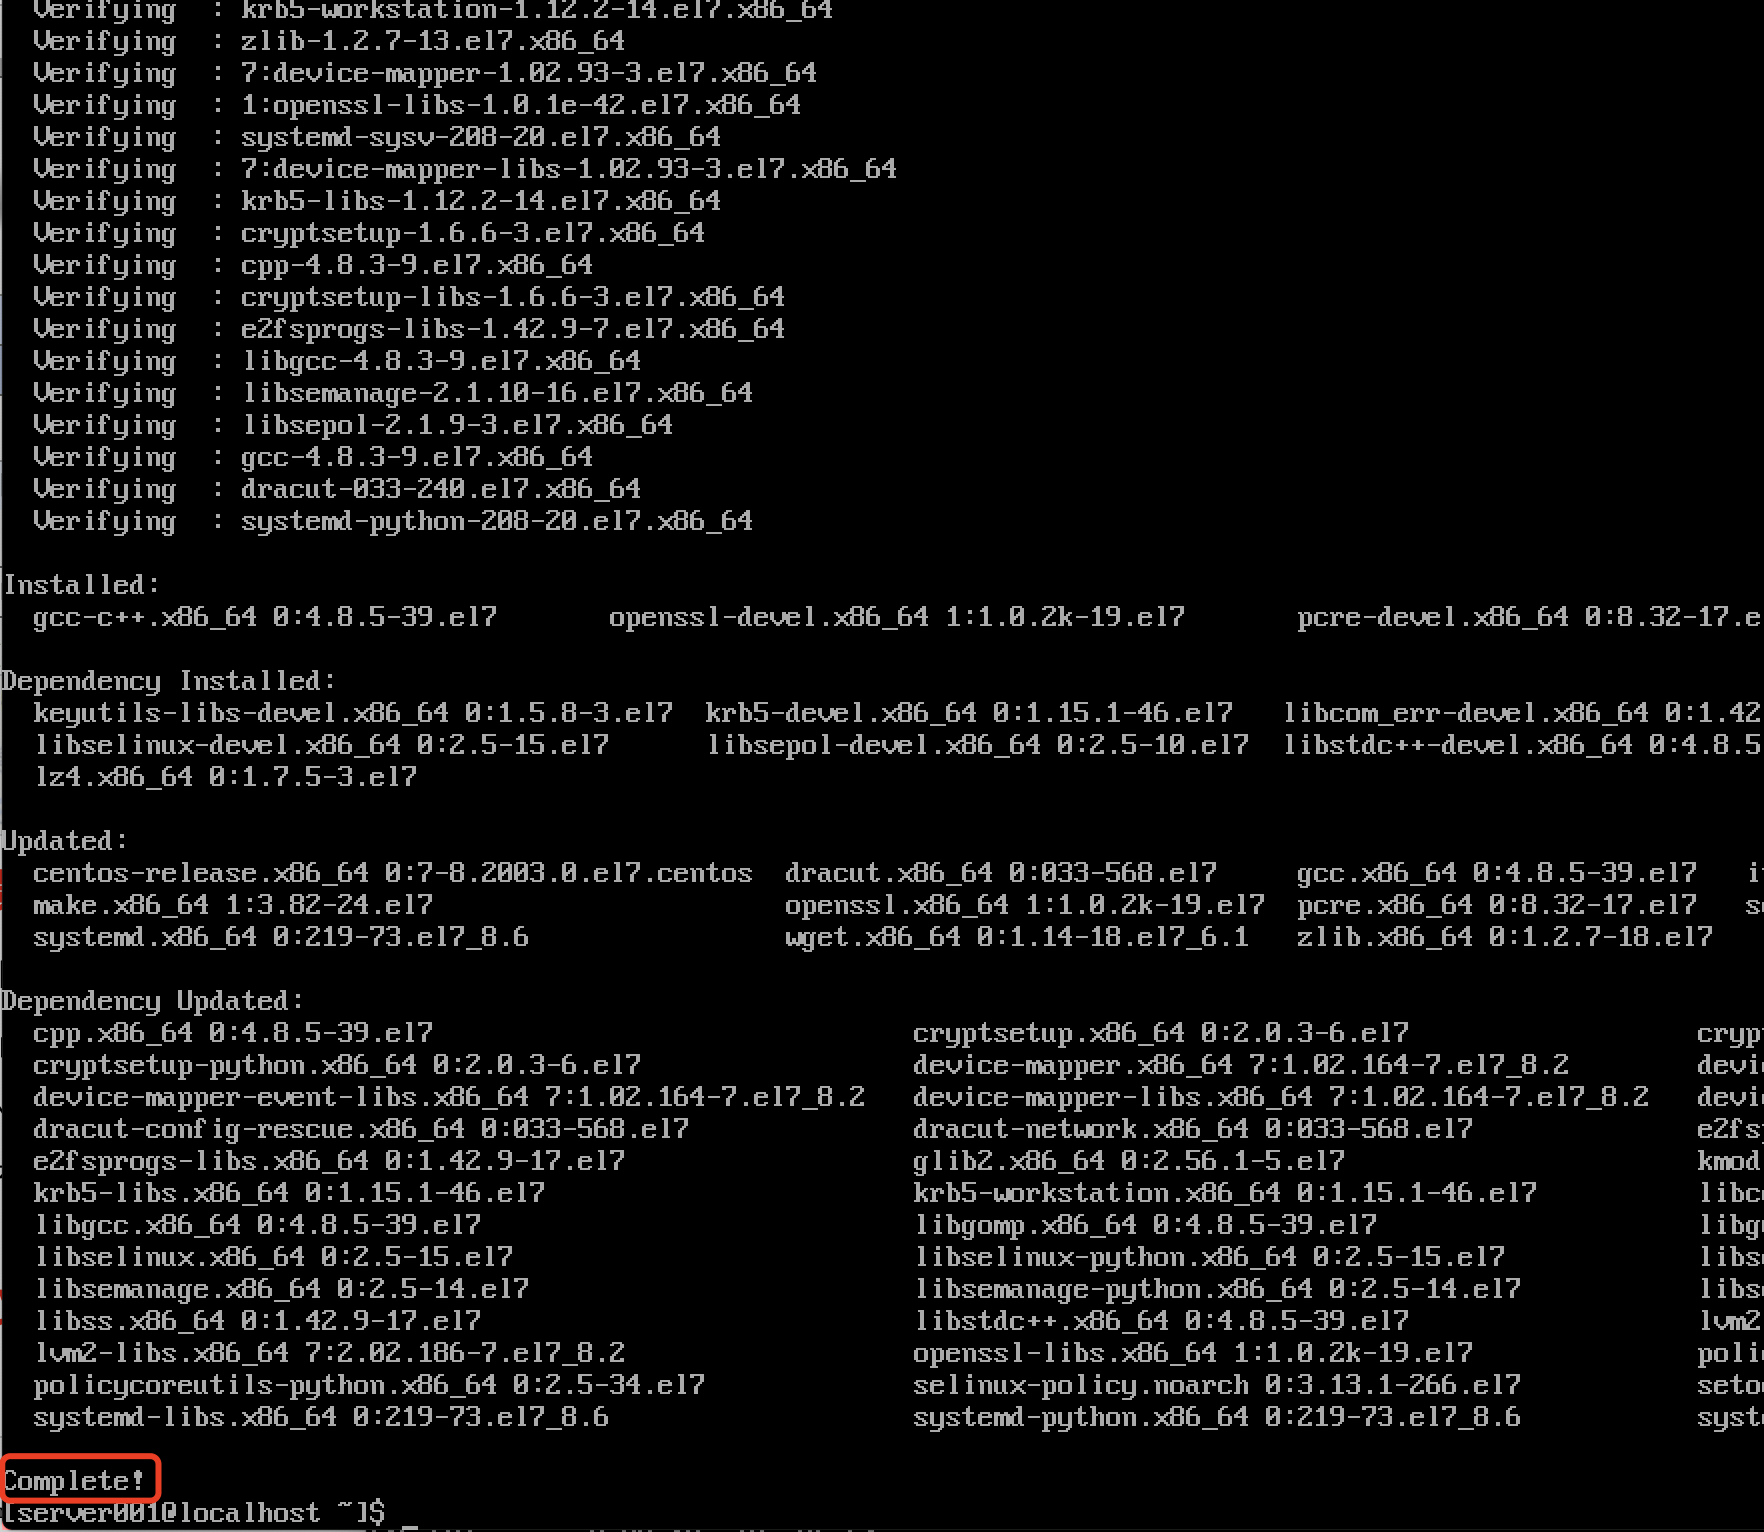 Verifying  : krb5-workstation-1.12.2-14.el7.x86_64
Verifying  : zlib-1.2.7-13.el7.x86_64
Verifying  : 7:device-mapper-1.02.93-3.el7.x86_64
Verifying  : 1:openssl-libs-1.0.1e-42.el7.x86_64
Verifying  : systemd-sysv-208-20.el7.x86_64
Verifying  : 7:device-mapper-libs-1.02.93-3.el7.x86_64
Verifying  : krb5-libs-1.12.2-14.el7.x86_64
Verifying  : cryptsetup-1.6.6-3.el7.x86_64
Verifying  : cpp-4.8.3-9.el7.x86_64
Verifying  : cryptsetup-libs-1.6.6-3.el7.x86_64
Verifying  : e2fsprogs-libs-1.42.9-7.el7.x86_64
Verifying  : libgcc-4.8.3-9.el7.x86_64
Verifying  : libsemanage-2.1.10-16.el7.x86_64
Verifying  : libsepol-2.1.9-3.el7.x86_64
Verifying  : gcc-4.8.3-9.el7.x86_64
Verifying  : dracut-033-240.el7.x86_64
Verifying  : systemd-python-208-20.el7.x86_64
Installed:
gcc-c++.x86_64 0:4.8.5-39.el7  openssl-devel.x86_64 1:1.0.2k-19.el7  pcre-devel.x86_64 0:8.32-17.e
Dependency Installed:
keyutils-libs-devel.x86_64 0:1.5.8-3.el7  krb5-devel.x86_64 0:1.15.1-46.el7  libcom_err-devel.x86_64 0:1.42
libselinux-devel.x86_64 0:2.5-15.el7  libsepol-devel.x86_64 0:2.5-10.el7  libstdc++-devel.x86_64 0:4.8.5
lz4.x86_64 0:1.7.5-3.el7
Updated:
centos-release.x86_64 0:7-8.2003.0.el7.centos  dracut.x86_64 0:033-568.el7  gcc.x86_64 0:4.8.5-39.el7
make.x86_64 1:3.82-24.el7  openssl.x86_64 1:1.0.2k-19.el7  pcre.x86_64 0:8.32-17.el7
systemd.x86_64 0:219-73.el7_8.6  wget.x86_64 0:1.14-18.el7_6.1  zlib.x86_64 0:1.2.7-18.el7
Dependency Updated:
cpp.x86_64 0:4.8.5-39.el7  cryptsetup.x86_64 0:2.0.3-6.el7  cryp
cryptsetup-python.x86_64 0:2.0.3-6.el7  device-mapper.x86_64 7:1.02.164-7.el7_8.2  devi
device-mapper-event-libs.x86_64 7:1.02.164-7.el7_8.2  device-mapper-libs.x86_64 7:1.02.164-7.el7_8.2  devi
dracut-config-rescue.x86_64 0:033-568.el7  dracut-network.x86_64 0:033-568.el7  e2fs
e2fsprogs-libs.x86_64 0:1.42.9-17.el7  glib2.x86_64 0:2.56.1-5.el7  kmod
krb5-libs.x86_64 0:1.15.1-46.el7  krb5-workstation.x86_64 0:1.15.1-46.el7  libc
libgcc.x86_64 0:4.8.5-39.el7  libgomp.x86_64 0:4.8.5-39.el7  libg
libselinux.x86_64 0:2.5-15.el7  libselinux-python.x86_64 0:2.5-15.el7  libs
libsemanage.x86_64 0:2.5-14.el7  libsemanage-python.x86_64 0:2.5-14.el7  libs
libss.x86_64 0:1.42.9-17.el7  libstdc++.x86_64 0:4.8.5-39.el7  lvm2
lvm2-libs.x86_64 7:2.02.186-7.el7_8.2  openssl-libs.x86_64 1:1.0.2k-19.el7  poli
policycoreutils-python.x86_64 0:2.5-34.el7  selinux-policy.noarch 0:3.13.1-266.el7  seto
systemd-libs.x86_64 0:219-73.el7_8.6  systemd-python.x86_64 0:219-73.el7_8.6  syst
Complete!
[server001@localhost ~]$